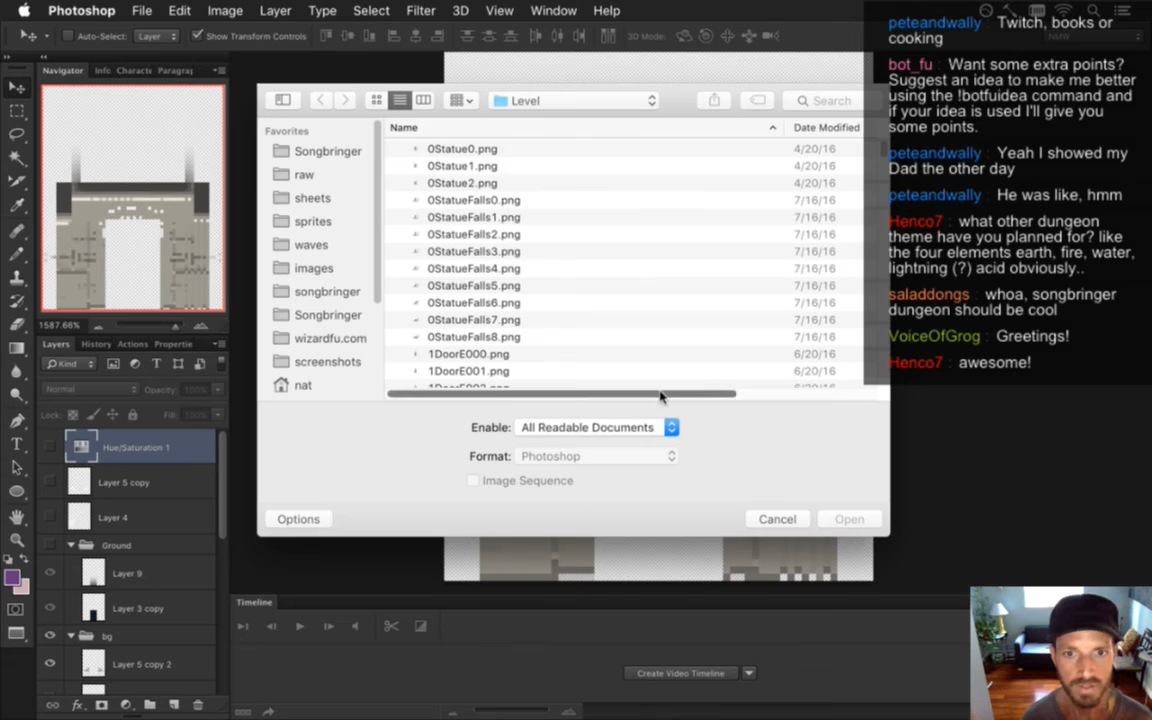 Photoshop File Edit Image Layer Type Select Filter 3D View Window Help
Auto-Select: Layer Show Transform Controls 3D Mode:
Navigator Info Characte Paragra
1587.66%
Layers History Actions Propertie
Kind
Normal Opacity:
Lock: Fill:
Hue/Saturation 1
Layer 5 copy
Layer 4
Ground
Layer 9
Layer 3 copy
bg
Layer 5 copy 2
Level
Search
Favorites
Songbringer
raw
sheets
sprites
waves
images
songbringer
Songbringer
wizardfu.com
screenshots
nat
Name Date Modified
0Statue0.png 4/20/16
0Statue1.png 4/20/16
0Statue2.png 4/20/16
0StatueFalls0.png 7/16/16
0StatueFalls1.png 7/16/16
0StatueFalls2.png 7/16/16
0StatueFalls3.png 7/16/16
0StatueFalls4.png 7/16/16
0StatueFalls5.png 7/16/16
0StatueFalls6.png 7/16/16
0StatueFalls7.png 7/16/16
0StatueFalls8.png 7/16/16
1DoorE000.png 6/20/16
1DoorE001.png 6/20/16
Enable: All Readable Documents
Format: Photoshop
Image Sequence
Options Cancel Open
Timeline
Create Video Timeline
peteandwally : Twitch, books or
cooking
bot_fu : Want some extra points?
Suggest an idea to make me better
using the !botfuidea command and
if your idea is used I'll give you
some points.
peteandwally : Yeah I showed my
Dad the other day
peteandwally : He was like, hmm
Henco7 : what other dungeon
theme have you planned for? like
the four elements earth, fire, water,
lightning (?) acid obviously..
saladdongs : whoa, songbringer
dungeon should be cool
VoiceOfGrog : Greetings!
Henco7 : awesome!